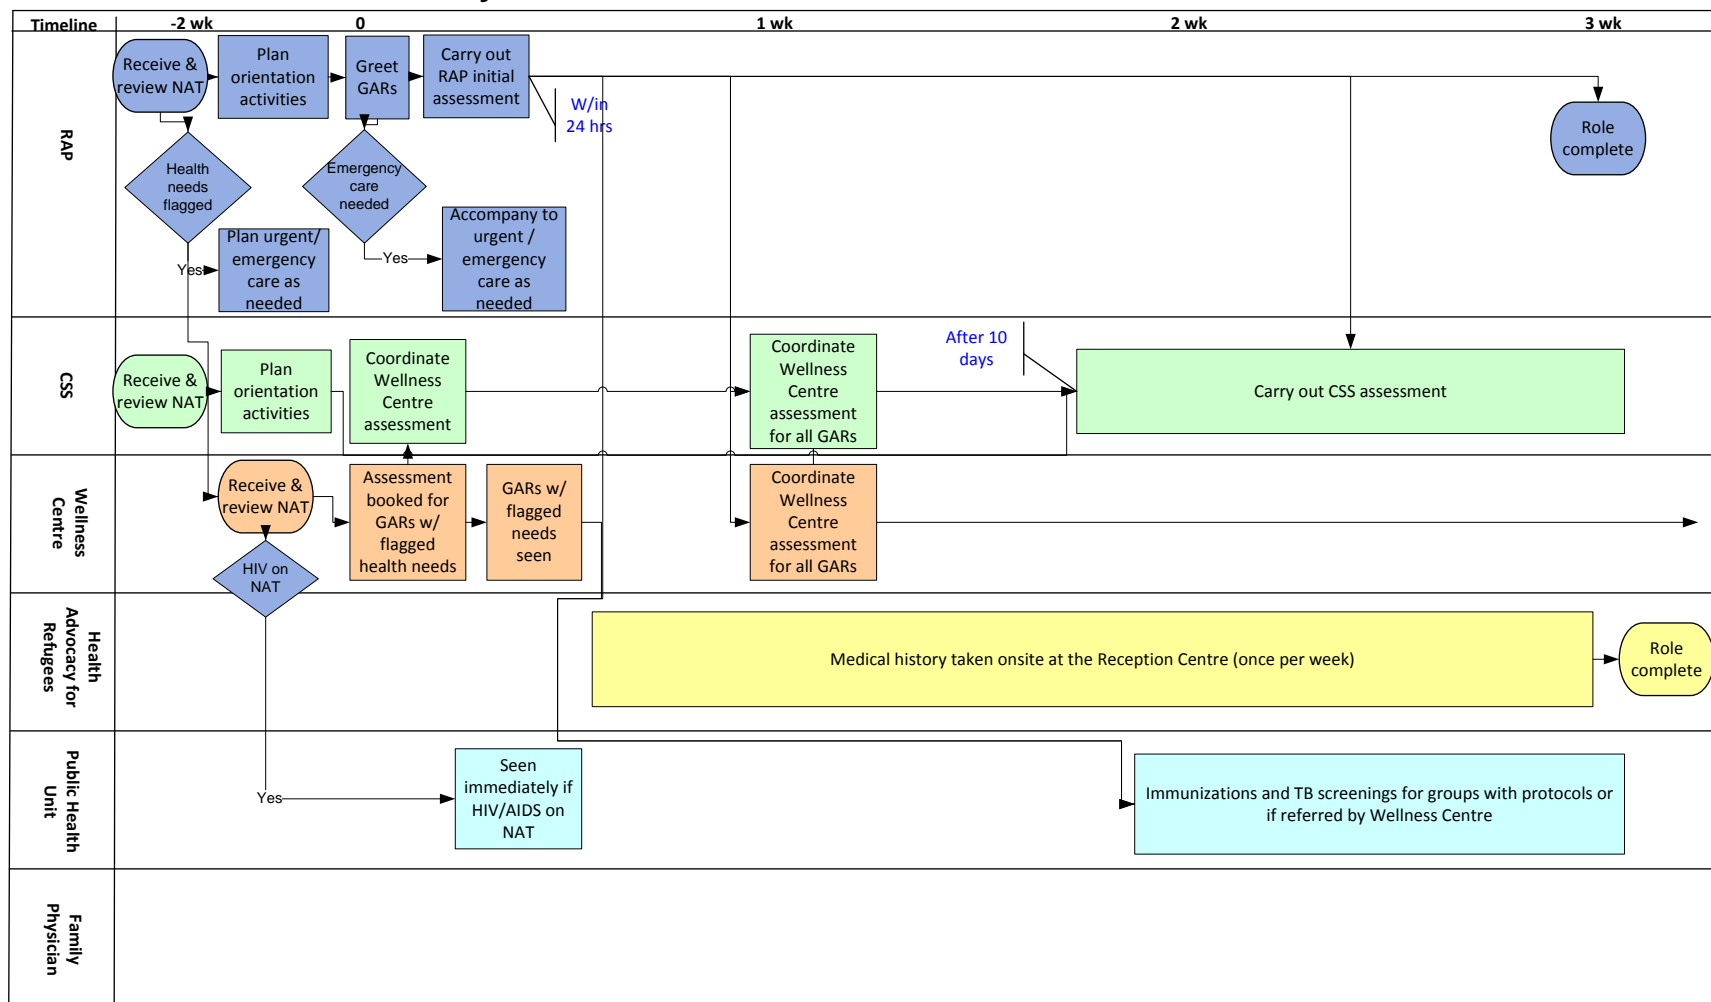 Timeline
-2 wk
0
1 wk
2 wk
3 wk
RAP
Receive &
review NAT
Plan
orientation
activities
Greet
GARs
Carry out
RAP initial
assessment
W/in
24 hrs
Role
complete
Health
needs
flagged
Emergency
care
needed
Yes
Plan urgent/
emergency
care as
needed
Yes
Accompany to
urgent /
emergency
care as
needed
CSS
Receive &
review NAT
Plan
orientation
activities
Coordinate
Wellness
Centre
assessment
Coordinate
Wellness
Centre
assessment
for all GARs
After 10
days
Carry out CSS assessment
Wellness
Centre
Receive &
review NAT
Assessment
booked for
GARs w/
flagged
health needs
GARs w/
flagged
needs
seen
Coordinate
Wellness
Centre
assessment
for all GARs
HIV on
NAT
Health
Advocacy for
Refugees
Medical history taken onsite at the Reception Centre (once per week)
Role
complete
Public Health
Unit
Yes
Seen
immediately if
HIV/AIDS on
NAT
Immunizations and TB screenings for groups with protocols or
if referred by Wellness Centre
Family
Physician